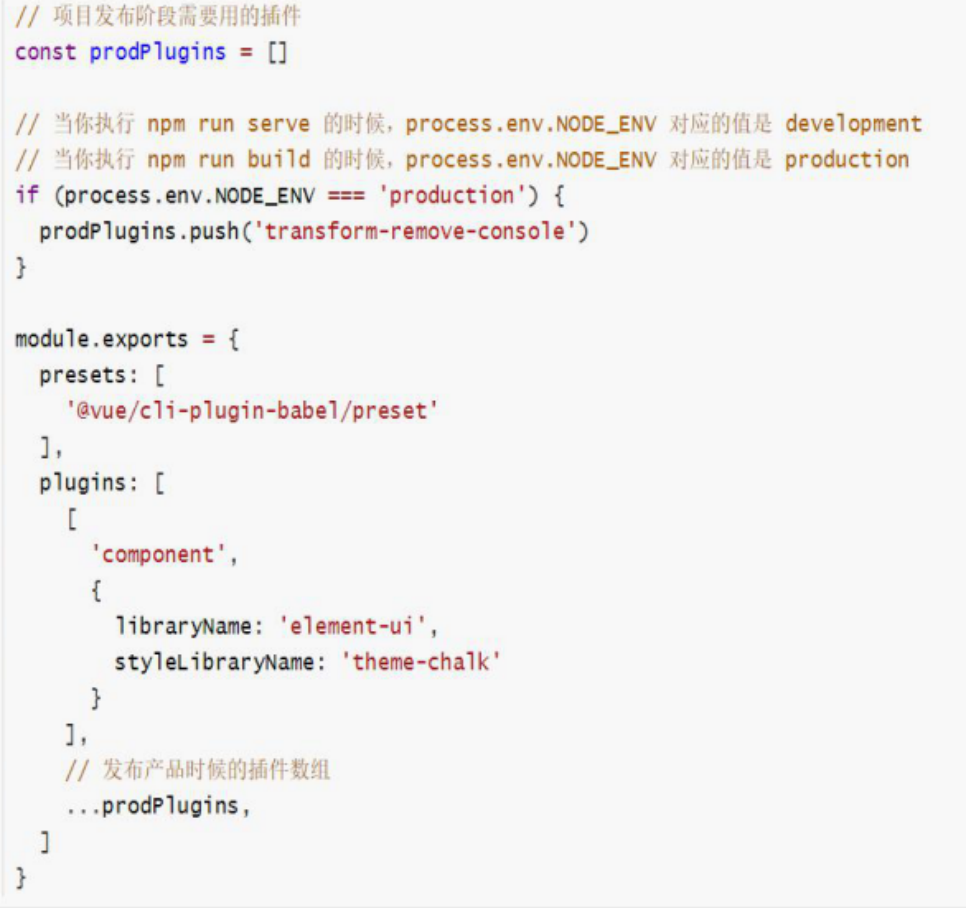 // 项目发布阶段需要用的插件
const prodPlugins = []
// 当你执行 npm run serve 的时候，process.env.NODE_ENV 对应的值是 development
// 当你执行 npm run build 的时候，process.env.NODE_ENV 对应的值是 production
if (process.env.NODE_ENV === 'production') {
  prodPlugins.push('transform-remove-console')
}
module.exports = {
  presets: [
    '@vue/cli-plugin-babel/preset'
  ],
  plugins: [
    [
      'component',
      {
        libraryName: 'element-ui',
        styleLibraryName: 'theme-chalk'
      }
    ],
    // 发布产品时候的插件数组
    ...prodPlugins,
  ]
}